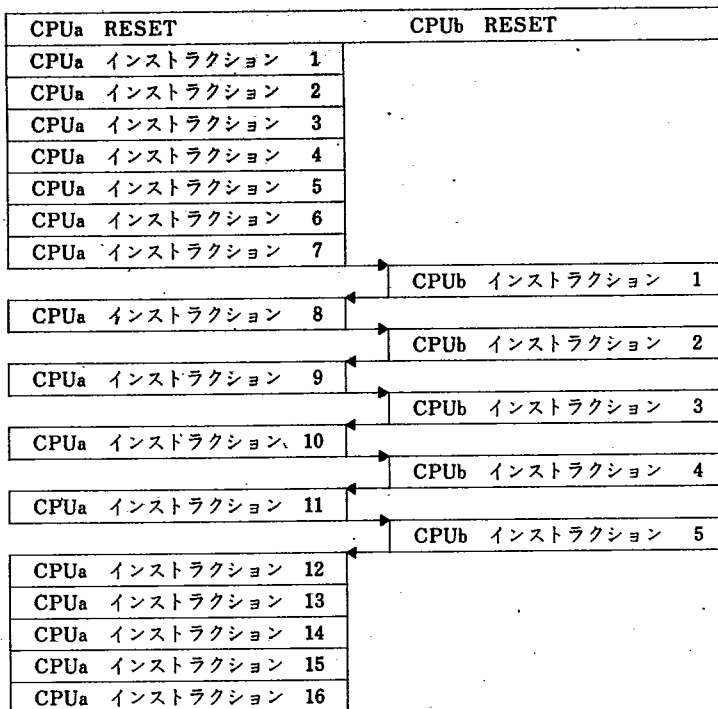 CPUa RESET CPUb RESET
CPUa インストラクション 1
CPUa インストラクション 2
CPUa インストラクション 3
CPUa インストラクション 4
CPUa インストラクション 5
CPUa インストラクション 6
CPUa インストラクション 7
CPUb インストラクション 1
CPUa インストラクション 8
CPUb インストラクション 2
CPUa インストラクション 9
CPUb インストラクション 3
CPUa インストラクション 10
CPUb インストラクション 4
CPUa インストラクション 11
CPUb インストラクション 5
CPUa インストラクション 12
CPUa インストラクション 13
CPUa インストラクション 14
CPUa インストラクション 15
CPUa インストラクション 16